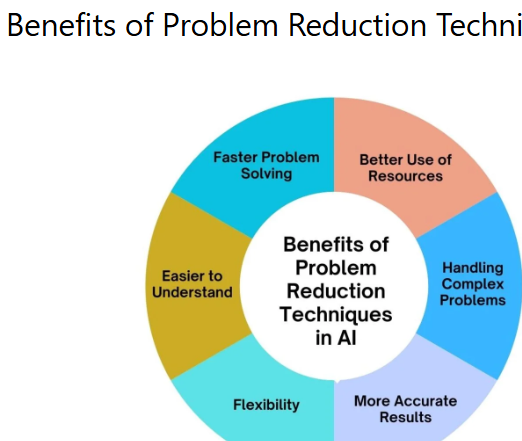 Benefits of Problem Reduction Techni
Faster Problem
Solving
Better Use of
Resources
Handling
Complex
Problems
More Accurate
Results
Flexibility
Easier to
Understand
Benefits of
Problem
Reduction
Techniques
in AI